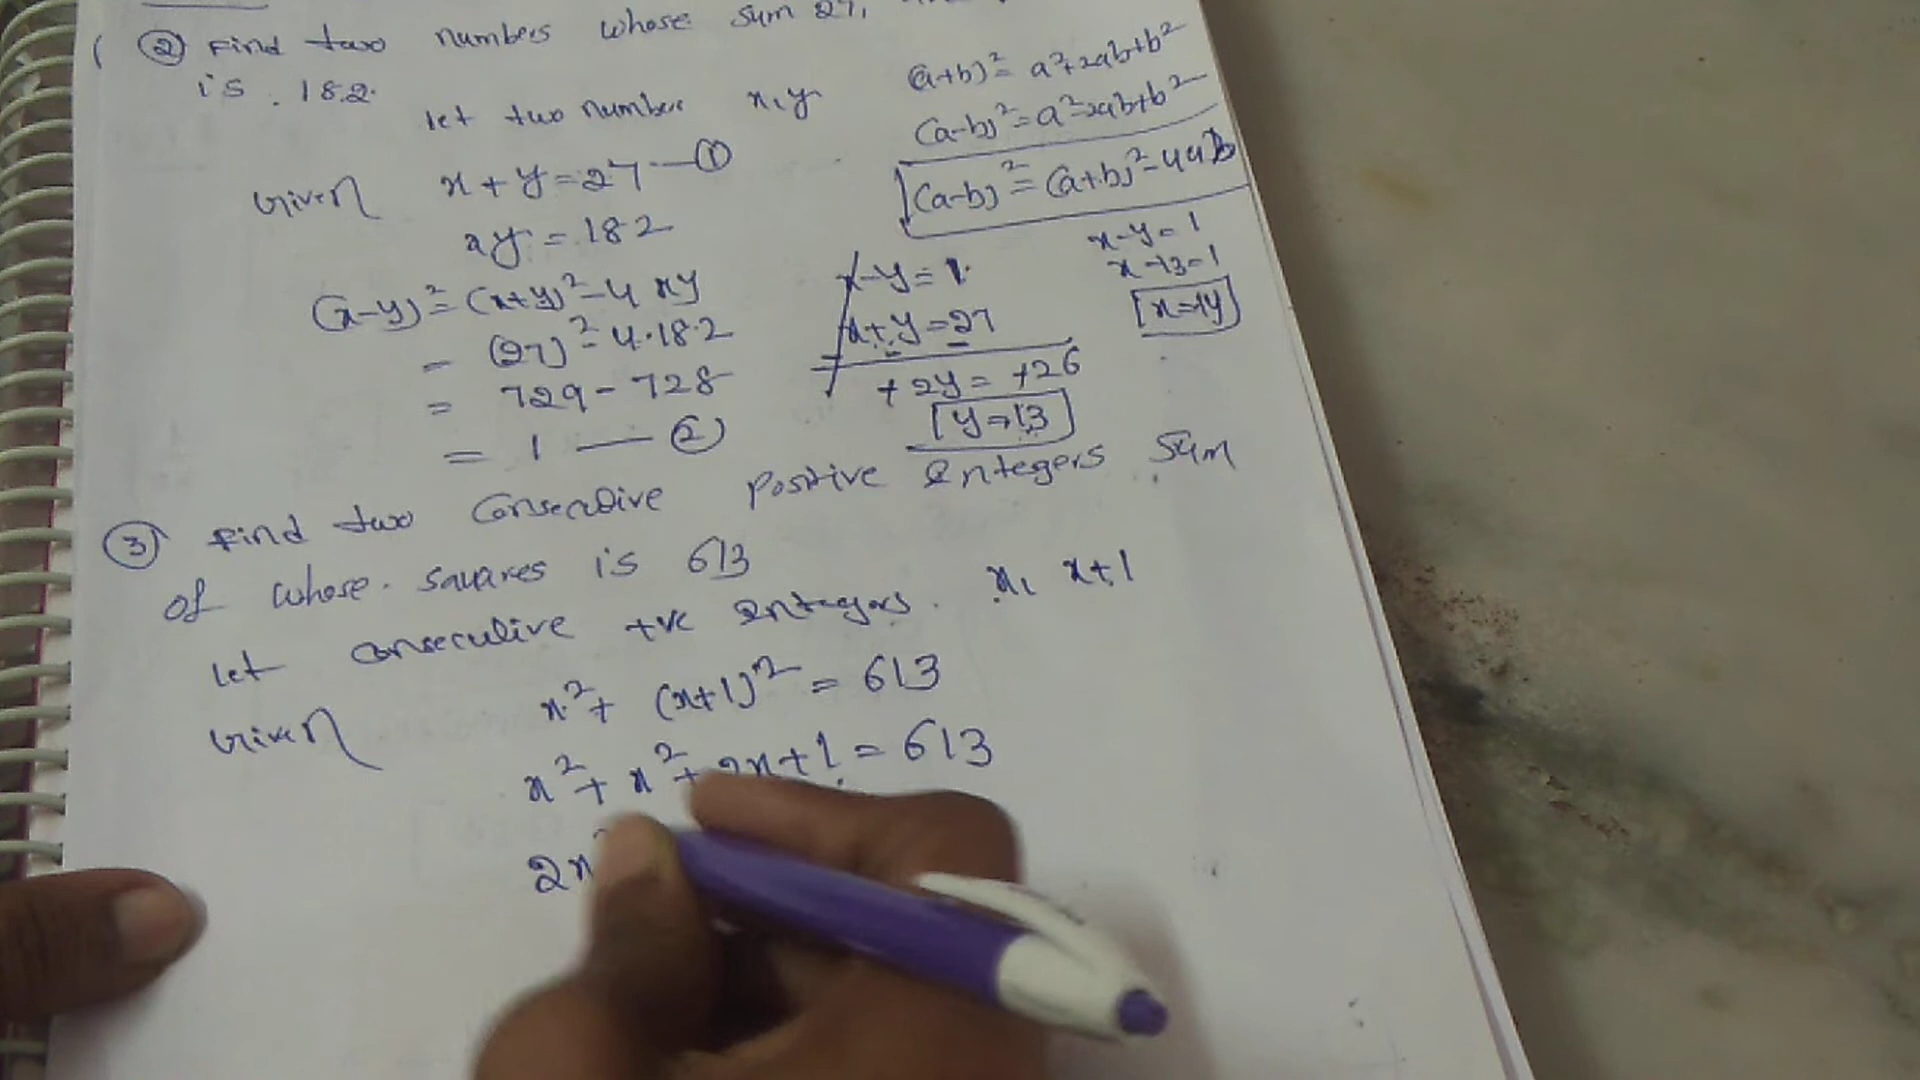 ② Find two numbers whose sum 27,
is 182.
let two number x,y
Given x + y = 27 — ①
xy = 182
(x-y)² = (x+y)² - 4 xy
= (27)² - 4.182
= 729 - 728
= 1 — ②
(a+b)² = a²+2ab+b²
(a-b)² = a²-2ab+b²
(a-b)² = (a+b)² - 4ab
x-y = 1
x+y = 27
+2y = +26
y=13
x-y = 1
x-13=1
x=14
③ Find two Consecutive positive Integers Sum
of whose squares is 613
let consecutive +ve Integers. x, x+1
Given x² + (x+1)² = 613
x² + x² + 2x+1 = 613
2x